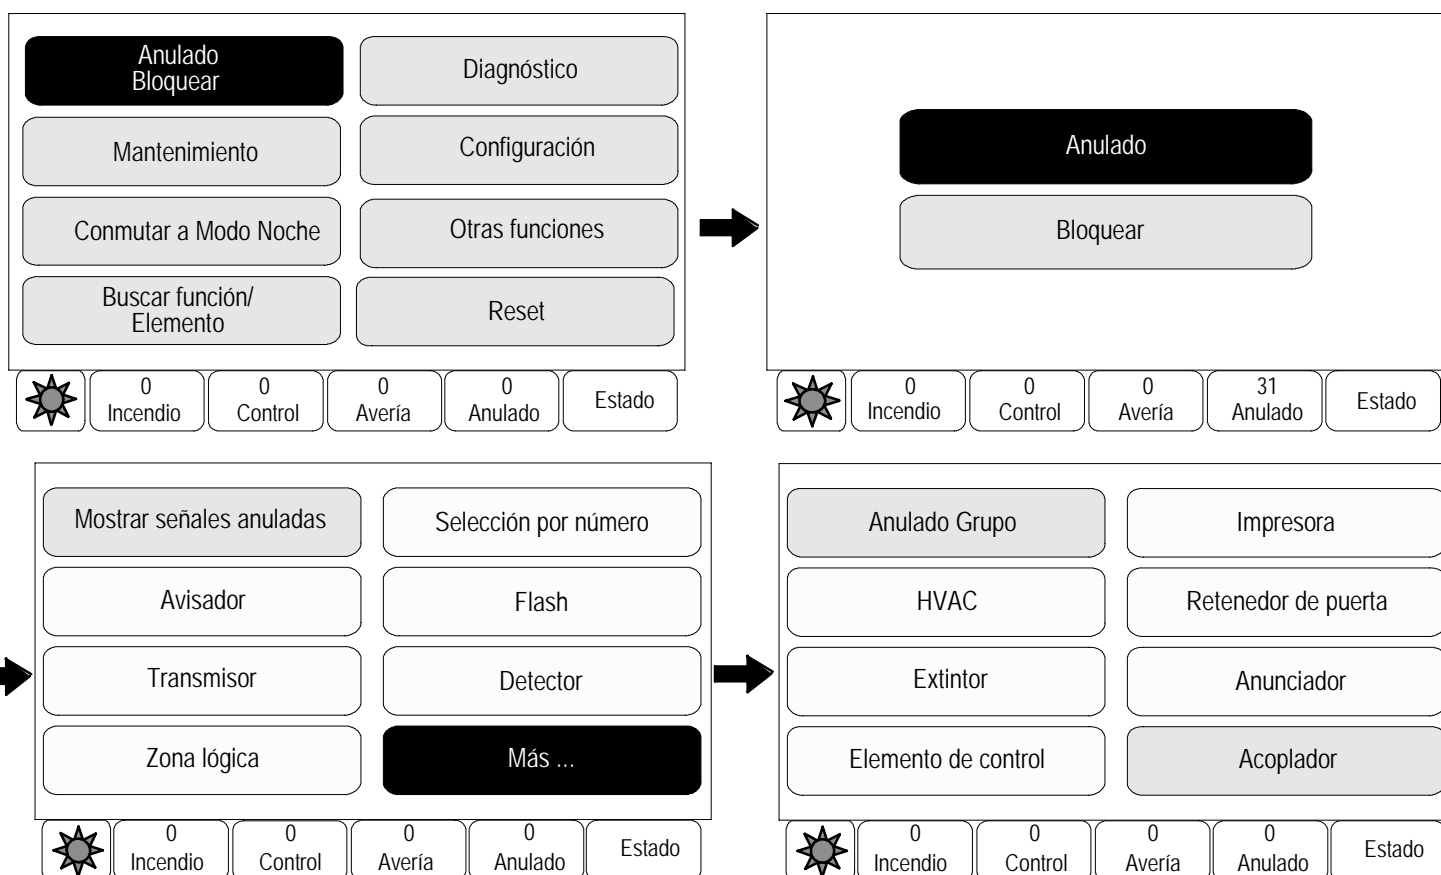 Anulado
Bloquear
Diagnóstico
Mantenimiento
Configuración
Conmutar a Modo Noche
Otras funciones
Buscar función/
Elemento
Reset
0
Incendio
0
Control
0
Avería
0
Anulado
Estado
Anulado
Bloquear
0
Incendio
0
Control
0
Avería
31
Anulado
Estado
Mostrar señales anuladas
Selección por número
Avisador
Flash
Transmisor
Detector
Zona lógica
Más ...
0
Incendio
0
Control
0
Avería
0
Anulado
Estado
Anulado Grupo
Impresora
HVAC
Retenedor de puerta
Extintor
Anunciador
Elemento de control
Acoplador
0
Incendio
0
Control
0
Avería
0
Anulado
Estado